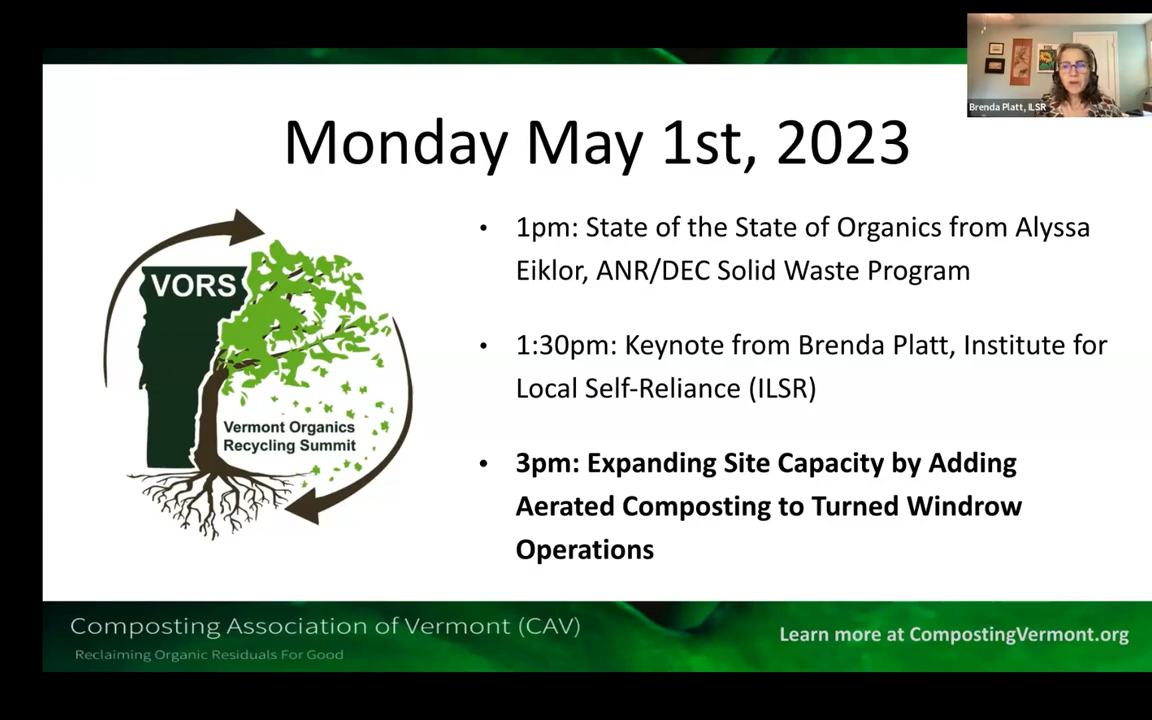 Brenda Platt, ILSR
Monday May 1st, 2023
VORS
Vermont Organics
Recycling Summit
• 1pm: State of the State of Organics from Alyssa
Eiklor, ANR/DEC Solid Waste Program
• 1:30pm: Keynote from Brenda Platt, Institute for
Local Self-Reliance (ILSR)
• 3pm: Expanding Site Capacity by Adding
Aerated Composting to Turned Windrow
Operations
Composting Association of Vermont (CAV)
Reclaiming Organic Residuals For Good
Learn more at CompostingVermont.org